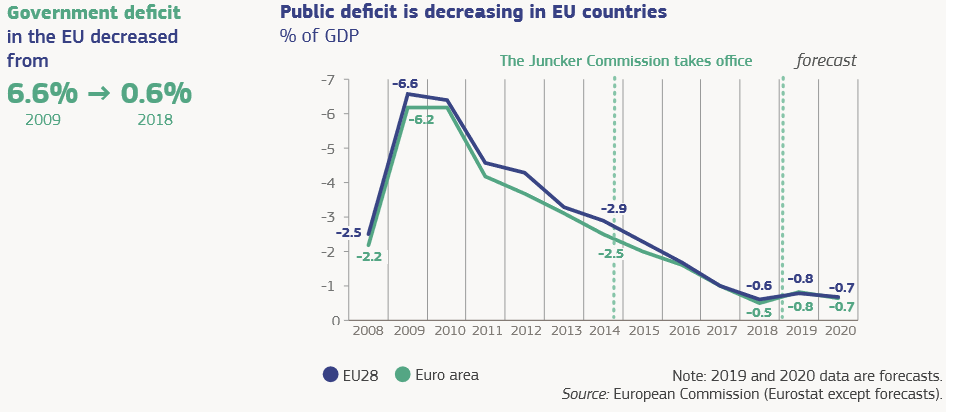 Government deficit
in the EU decreased
from
6.6% → 0.6%
2009 2018
Public deficit is decreasing in EU countries
% of GDP
The Juncker Commission takes office
forecast
-7
-6
-5
-4
-3
-2
-1
0
-6.6
-6.2
-2.5
-2.2
-2.9
-2.5
-0.6
-0.5
-0.8
-0.8
-0.7
-0.7
2008 2009 2010 2011 2012 2013 2014 2015 2016 2017 2018 2019 2020
EU28 Euro area
Note: 2019 and 2020 data are forecasts.
Source: European Commission (Eurostat except forecasts).